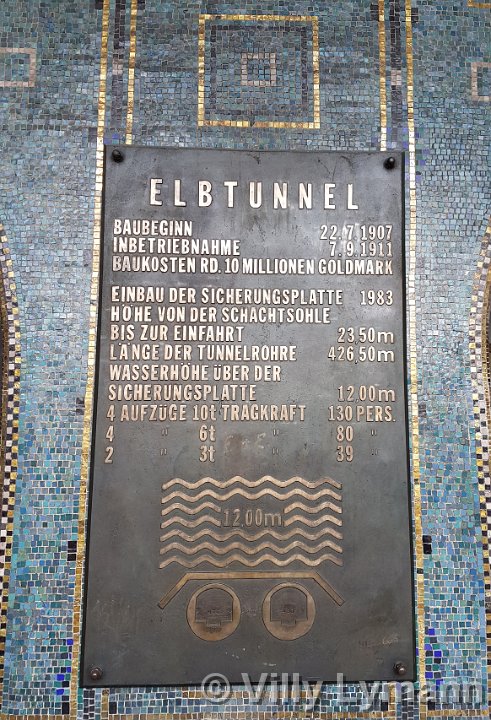 ELBTUNNEL
BAUBEGINN 22.7.1907
INBETRIEBNAHME 7.9.1911
BAUKOSTEN RD. 10 MILLIONEN GOLDMARK
EINBAU DER SICHERUNGSPLATTE 1983
HÖHE VON DER SCHACHTSOHLE
BIS ZUR EINFAHRT 23,50m
LÄNGE DER TUNNELRÖHRE 426,50m
WASSERHÖHE ÜBER DER
SICHERUNGSPLATTE 12,00m
4 AUFZÜGE 10t TRAGKRAFT 130 PERS.
4 " 6t " 80 "
2 " 3t " 39 "
12,00m
© Villy Lymann